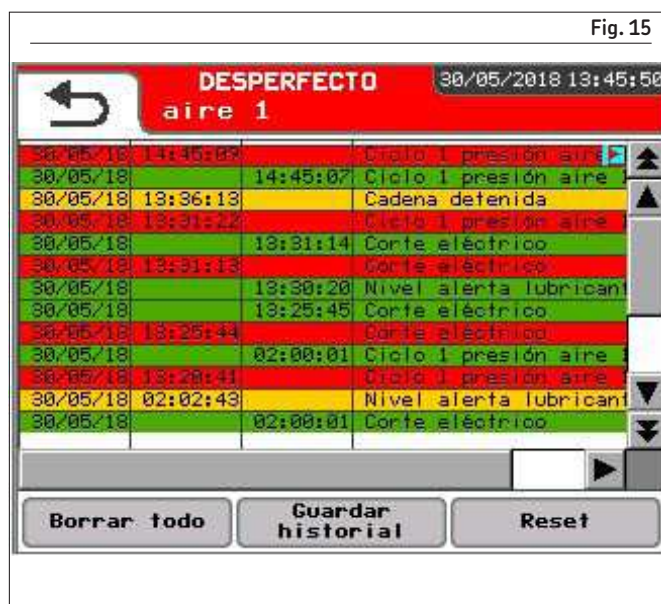 Fig. 15
DESPERFECTO 30/05/2018 13:45:50
aire 1
30/05/18 14:45:09 Ciclo 1 presión aire
30/05/18 14:45:07 Ciclo 1 presión aire 1
30/05/18 13:36:13 Cadena detenida
30/05/18 13:31:22 Ciclo 1 presión aire 1
30/05/18 13:31:14 Corte eléctrico
30/05/18 13:31:13 Corte eléctrico
30/05/18 13:30:20 Nivel alerta lubricant
30/05/18 13:25:45 Corte eléctrico
30/05/18 13:25:44 Corte eléctrico
30/05/18 02:00:01 Ciclo 1 presión aire 1
30/05/18 Ciclo 1 presión aire 1
30/05/18 02:02:43 Nivel alerta lubricant
30/05/18 02:00:01 Corte eléctrico
Borrar todo
Guardar
historial
Reset